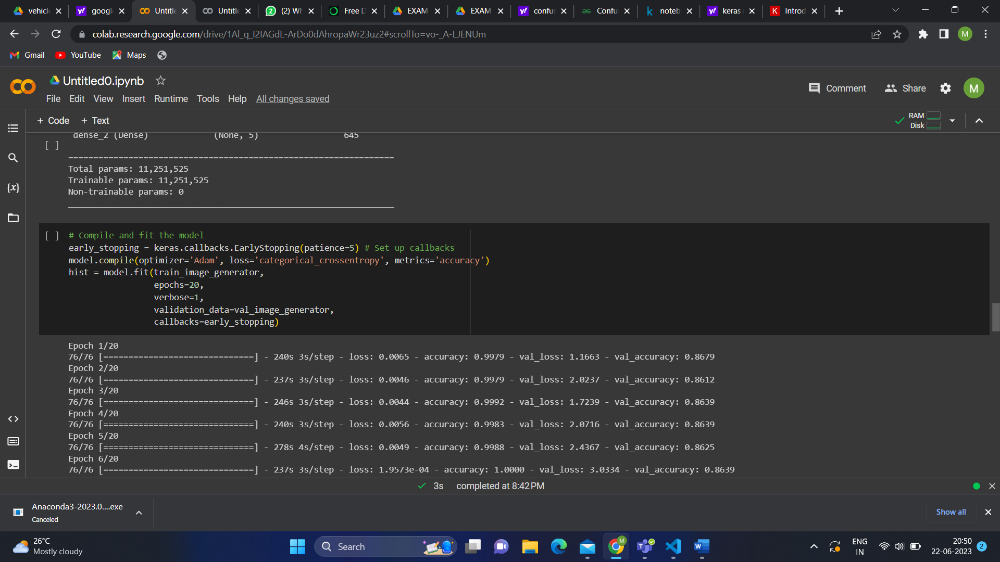 vehicle
google
Untitle
Untitle
(2) Wh
Free D
EXAM
EXAM
confus
Confu
noteb
keras
Introd
colab.research.google.com/drive/1Al_q_I2IAGdL-ArDo0dAhropaWr23uz2#scrollTo=vo-_A-LJENUm
M
Gmail YouTube Maps
Untitled0.ipynb
File Edit View Insert Runtime Tools Help All changes saved
Comment Share M
+ Code + Text
RAM
Disk
dense_2 (Dense) (None, 5) 645
[ ]
=================================================================
Total params: 11,251,525
Trainable params: 11,251,525
Non-trainable params: 0
_________________________________________________________________
[ ] # Compile and fit the model
early_stopping = keras.callbacks.EarlyStopping(patience=5) # Set up callbacks
model.compile(optimizer='Adam', loss='categorical_crossentropy', metrics='accuracy')
hist = model.fit(train_image_generator,
epochs=20,
verbose=1,
validation_data=val_image_generator,
callbacks=early_stopping)
Epoch 1/20
76/76 [==============================] - 240s 3s/step - loss: 0.0065 - accuracy: 0.9979 - val_loss: 1.1663 - val_accuracy: 0.8679
Epoch 2/20
76/76 [==============================] - 237s 3s/step - loss: 0.0046 - accuracy: 0.9979 - val_loss: 2.0237 - val_accuracy: 0.8612
Epoch 3/20
76/76 [==============================] - 246s 3s/step - loss: 0.0044 - accuracy: 0.9992 - val_loss: 1.7239 - val_accuracy: 0.8639
Epoch 4/20
76/76 [==============================] - 240s 3s/step - loss: 0.0056 - accuracy: 0.9983 - val_loss: 2.0716 - val_accuracy: 0.8639
Epoch 5/20
76/76 [==============================] - 278s 4s/step - loss: 0.0049 - accuracy: 0.9988 - val_loss: 2.4367 - val_accuracy: 0.8625
Epoch 6/20
76/76 [==============================] - 237s 3s/step - loss: 1.9573e-04 - accuracy: 1.0000 - val_loss: 3.0334 - val_accuracy: 0.8639
3s completed at 8:42 PM
Anaconda3-2023.0....exe
Canceled
Show all
26°C
Mostly cloudy
Search
ENG
IN
20:50
22-06-2023
2